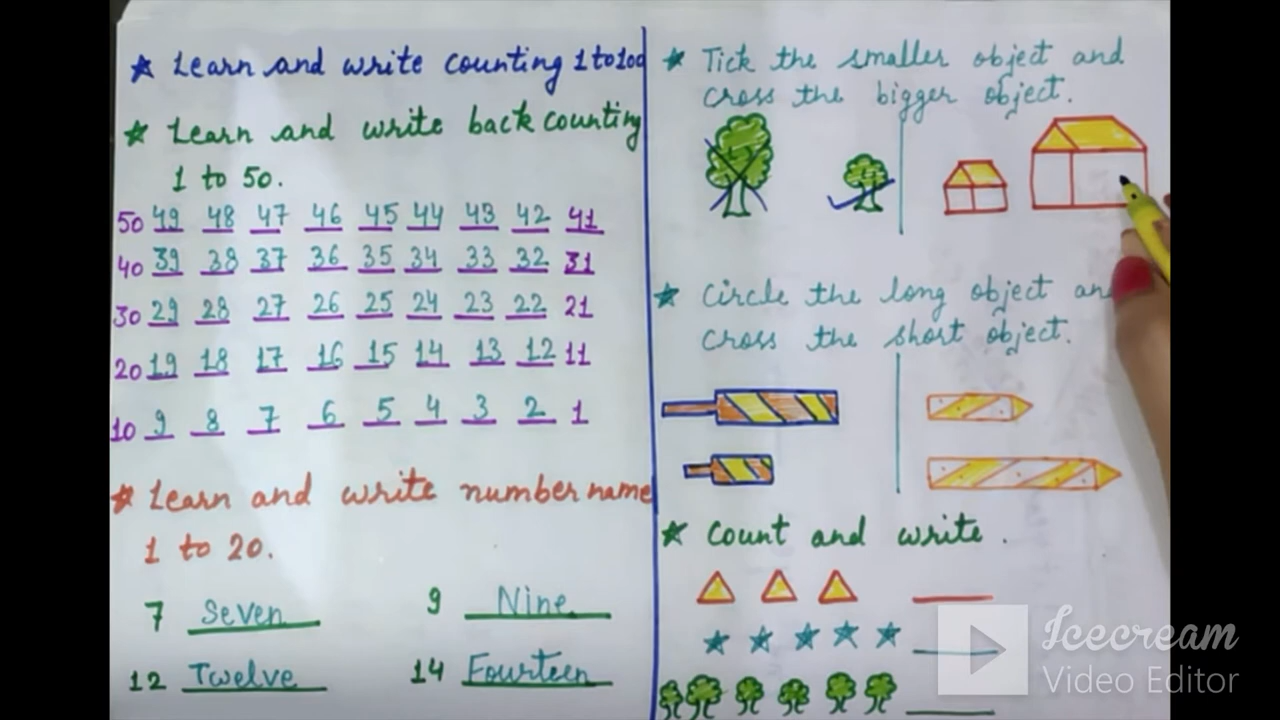 ★ Learn and write counting 1 to 100
★ Learn and write back counting
1 to 50.
50 49 48 47 46 45 44 43 42 41
40 39 38 37 36 35 34 33 32 31
30 29 28 27 26 25 24 23 22 21
20 19 18 17 16 15 14 13 12 11
10 9 8 7 6 5 4 3 2 1
★ Learn and write number name
1 to 20.
7 Seven 9 Nine
12 Twelve 14 Fourteen
★ Tick the smaller object and
cross the bigger object.
★ Circle the long object an
cross the short object.
★ Count and write.
Icecream
Video Editor